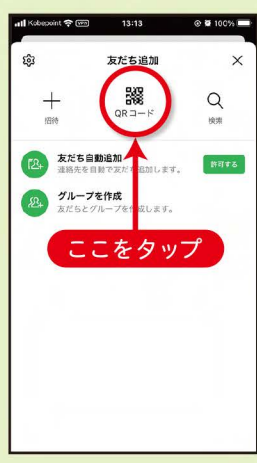 Kobepoint VPN 13:13 100%
友だち追加
招待
QRコード
検索
友だち自動追加
連絡先を自動で友だち追加します。
許可する
グループを作成
友だちとグループを作成します。
ここをタップ